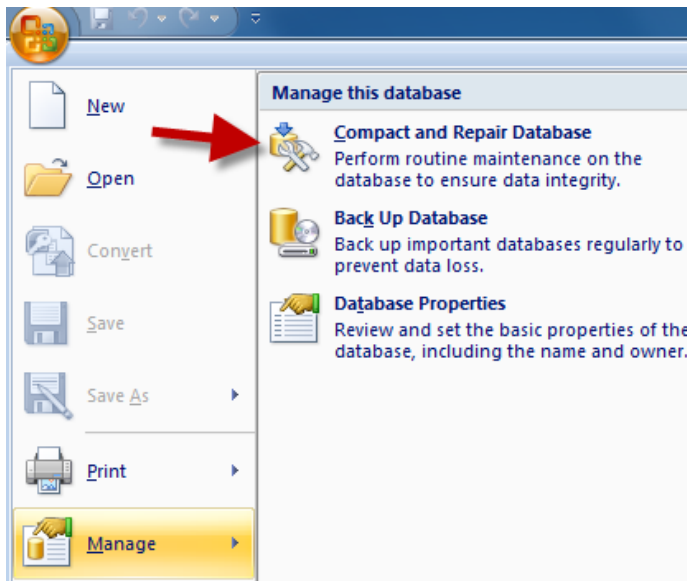 New
Open
Convert
Save
Save As
Print
Manage
Manage this database
Compact and Repair Database
Perform routine maintenance on the
database to ensure data integrity.
Back Up Database
Back up important databases regularly to
prevent data loss.
Database Properties
Review and set the basic properties of the
database, including the name and owner.